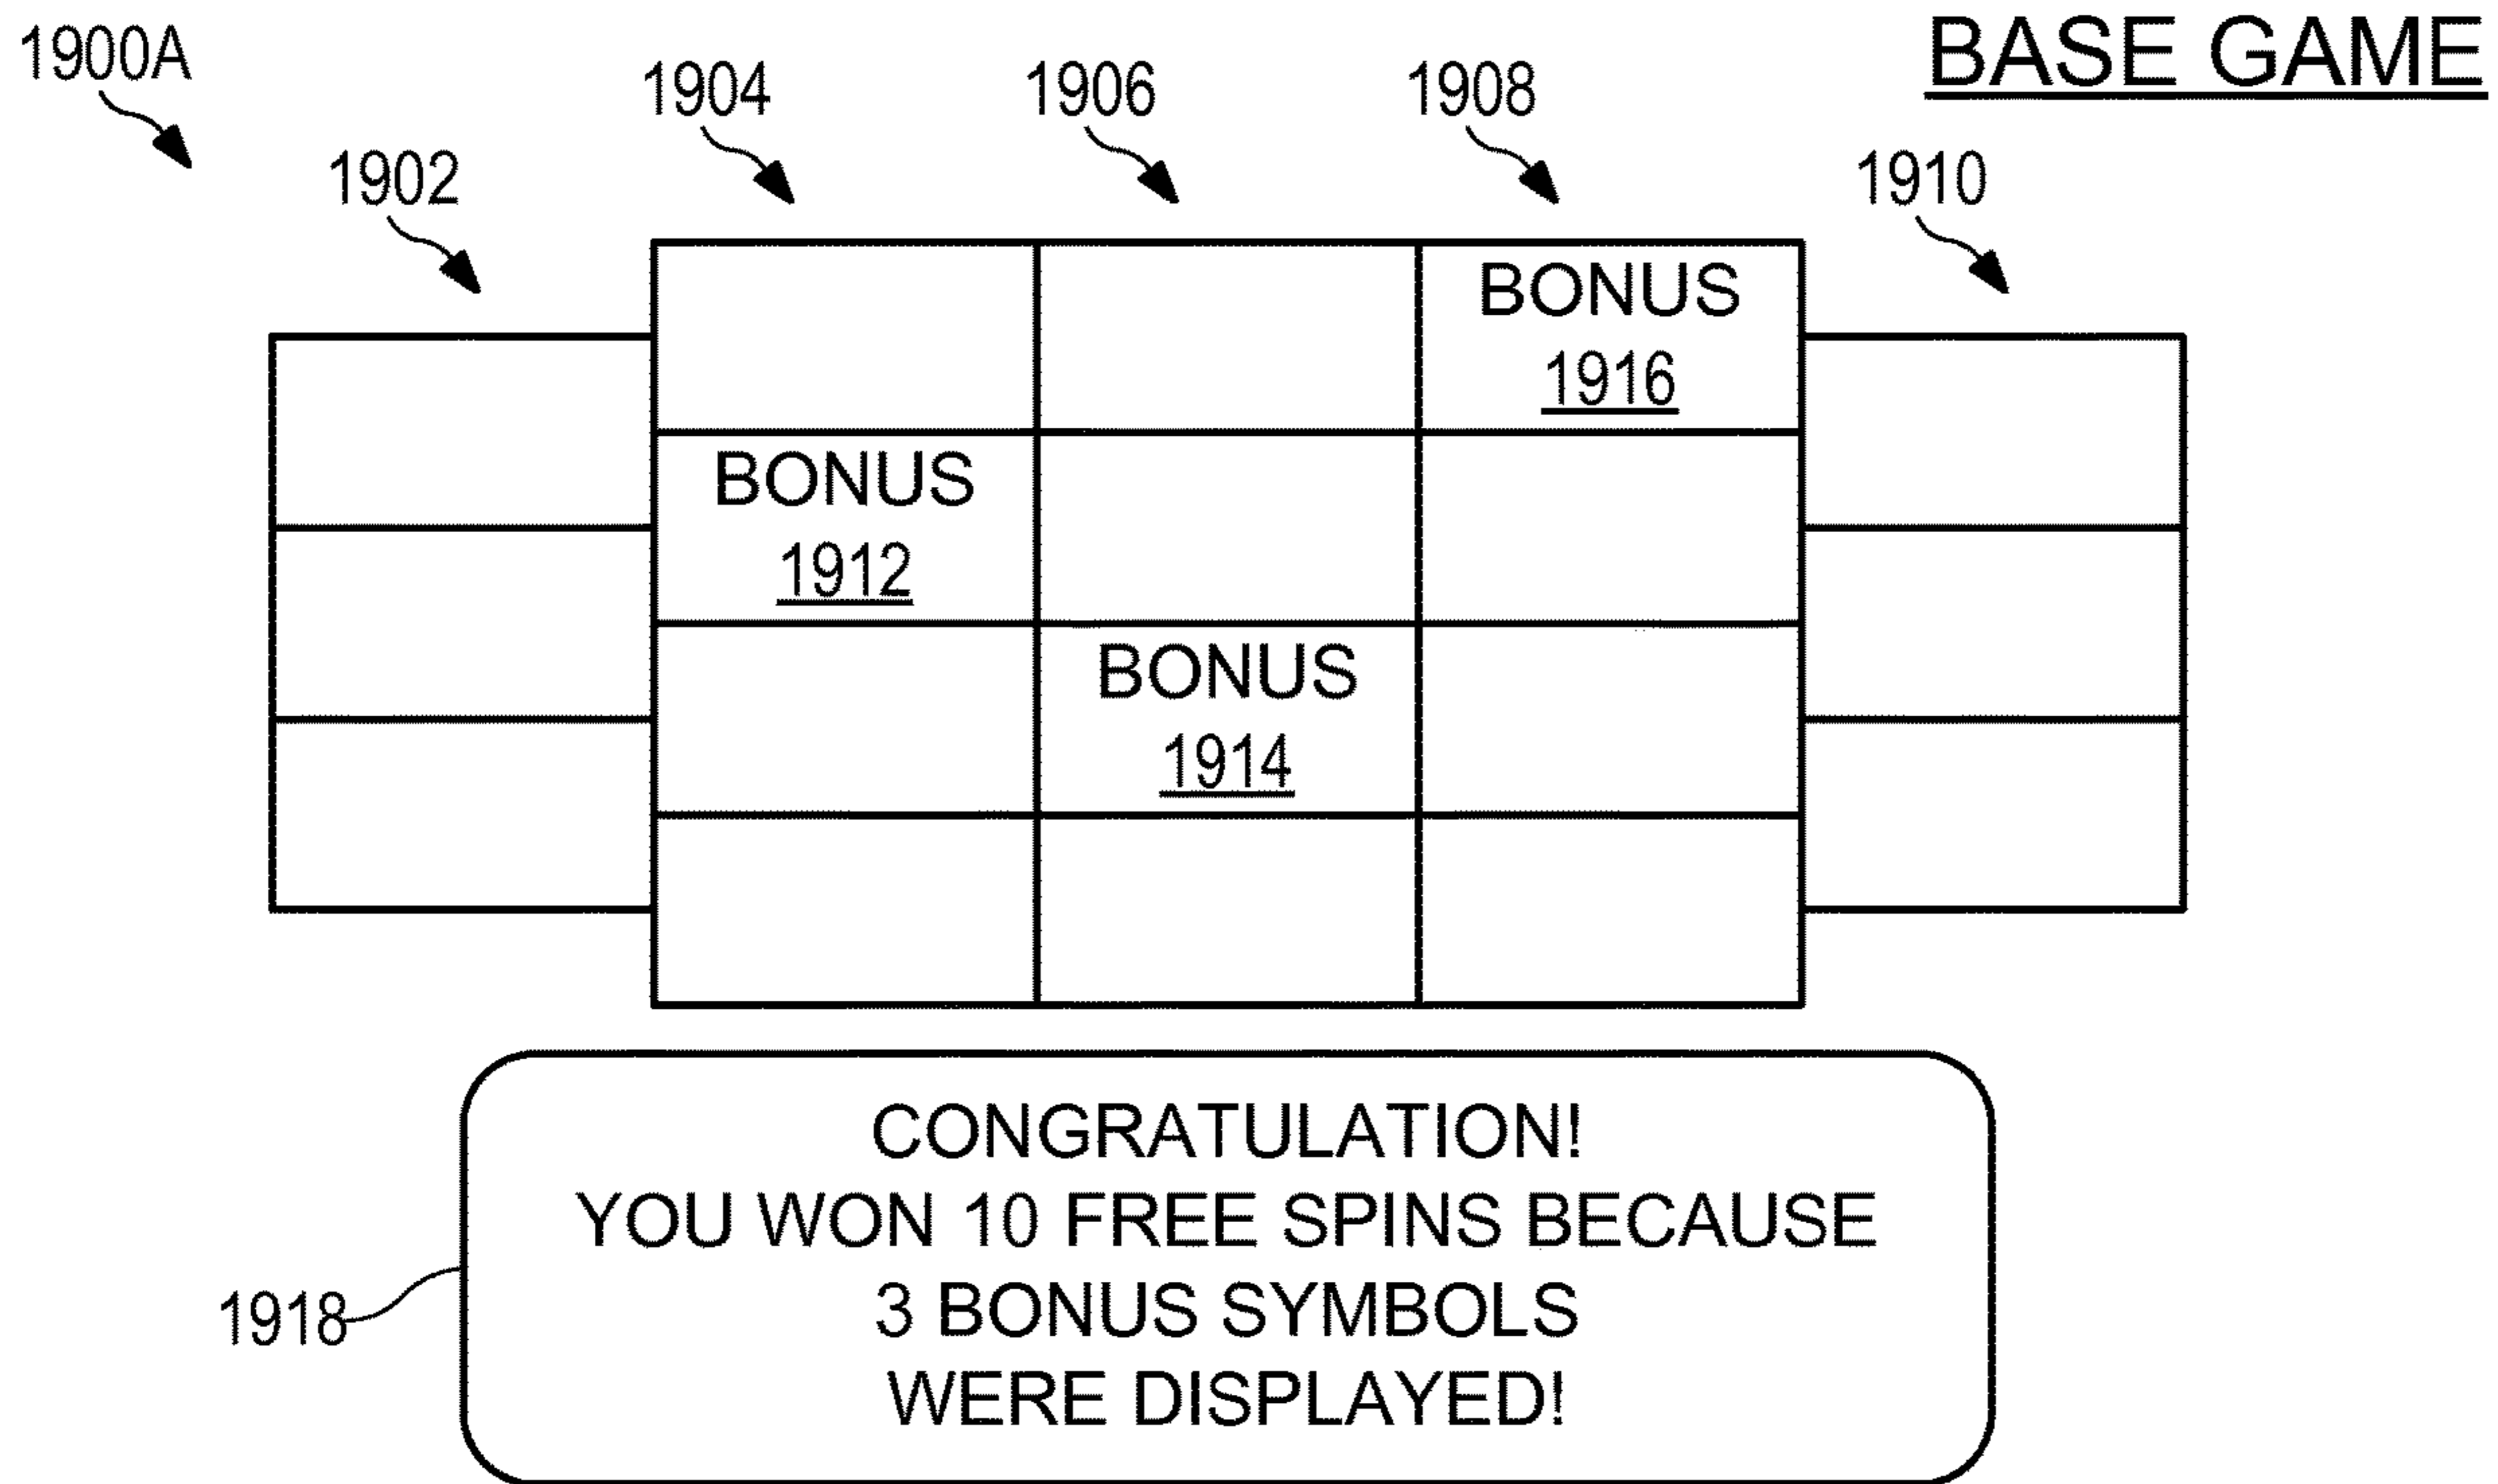 1900A
BASE GAME
1904
1906
1908
1902
1910
BONUS
1916
BONUS
1912
BONUS
1914
CONGRATULATION!
YOU WON 10 FREE SPINS BECAUSE
3 BONUS SYMBOLS
WERE DISPLAYED!
1918